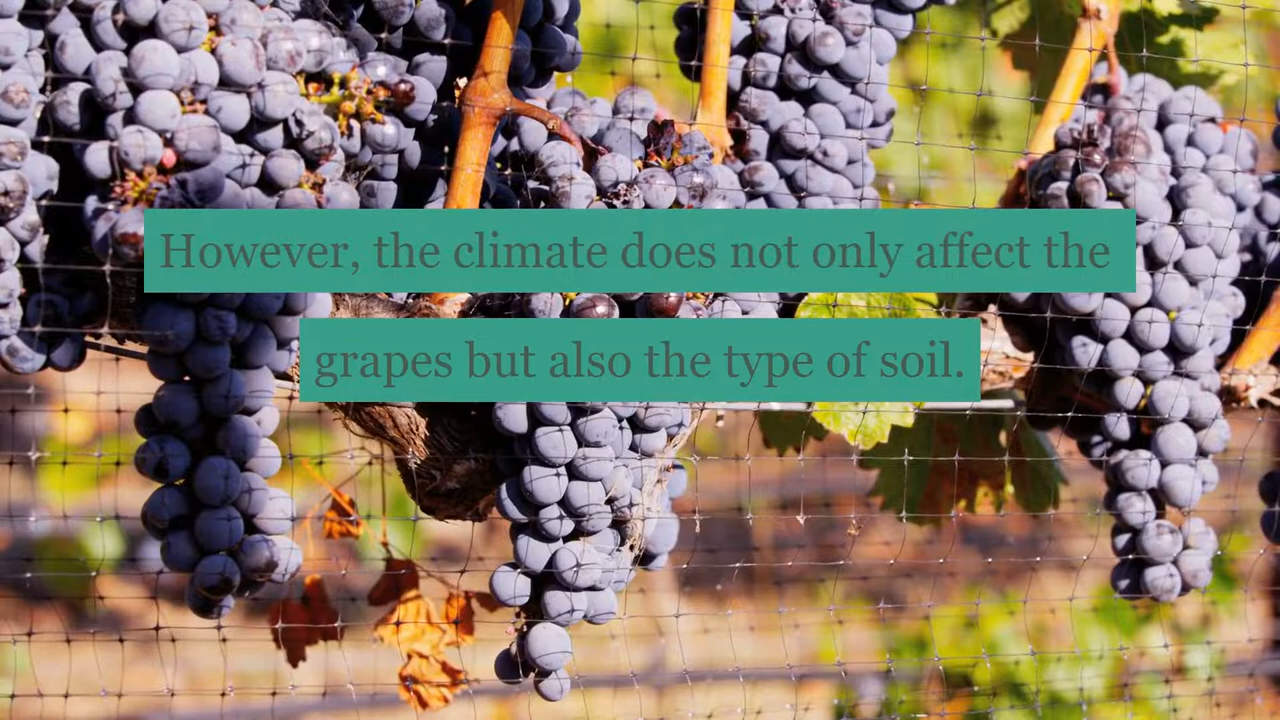 However, the climate does not only affect the
grapes but also the type of soil.